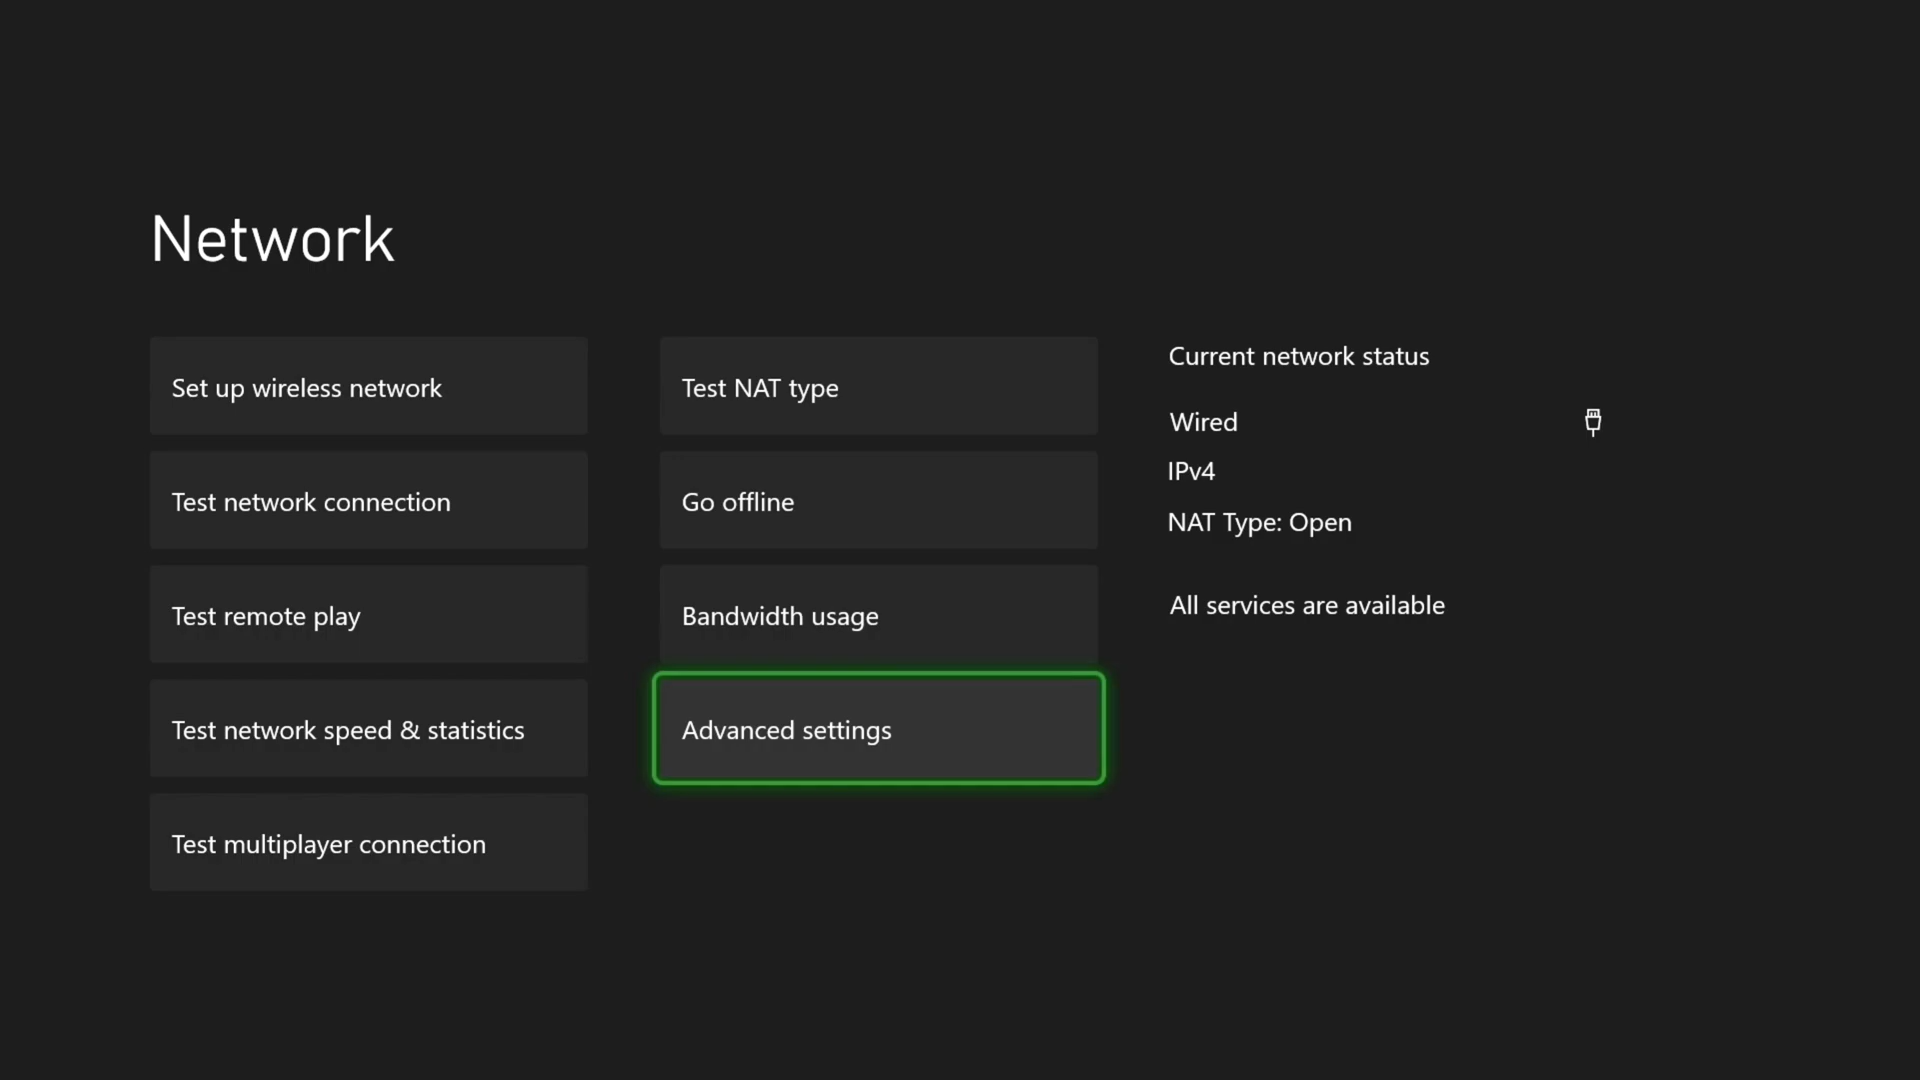 Network
Set up wireless network
Test network connection
Test remote play
Test network speed & statistics
Test multiplayer connection
Test NAT type
Go offline
Bandwidth usage
Advanced settings
Current network status
Wired
IPv4
NAT Type: Open
All services are available